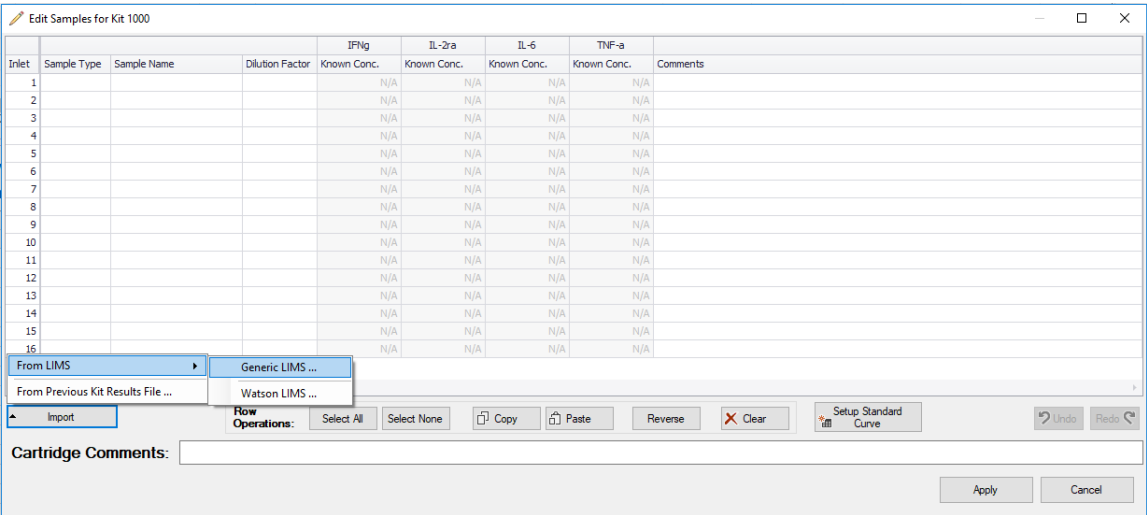 Edit Samples for Kit 1000
IFNg IL-2ra IL-6 TNF-a
Inlet Sample Type Sample Name Dilution Factor Known Conc. Known Conc. Known Conc. Known Conc. Comments
1 N/A N/A N/A N/A
2 N/A N/A N/A N/A
3 N/A N/A N/A N/A
4 N/A N/A N/A N/A
5 N/A N/A N/A N/A
6 N/A N/A N/A N/A
7 N/A N/A N/A N/A
8 N/A N/A N/A N/A
9 N/A N/A N/A N/A
10 N/A N/A N/A N/A
11 N/A N/A N/A N/A
12 N/A N/A N/A N/A
13 N/A N/A N/A N/A
14 N/A N/A N/A N/A
15 N/A N/A N/A N/A
16 N/A N/A N/A N/A
From LIMS Generic LIMS ...
From Previous Kit Results File ... Watson LIMS ...
Import Row Operations: Select All Select None Copy Paste Reverse Clear Setup Standard Curve Undo Redo
Cartridge Comments:
Apply Cancel